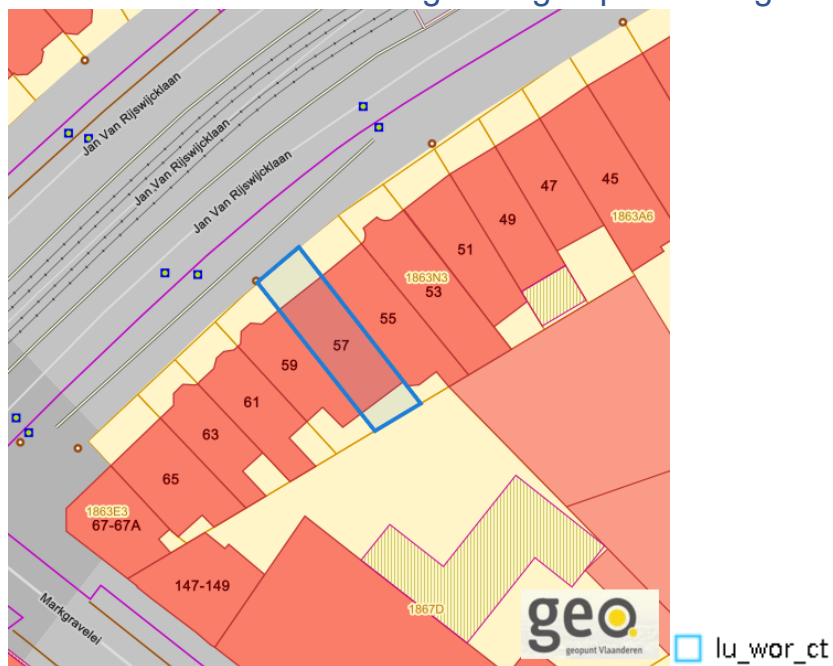 Jan Van Rijswijcklaan
Jan Van Rijswijcklaan
Jan Van Rijswijcklaan
45
1863A6
47
49
51
1863N3
53
55
57
59
61
63
65
1863E3
67-67A
147-149
Markgravelei
1867D
geo.
geopunt Vlaanderen
lu_wor_ct